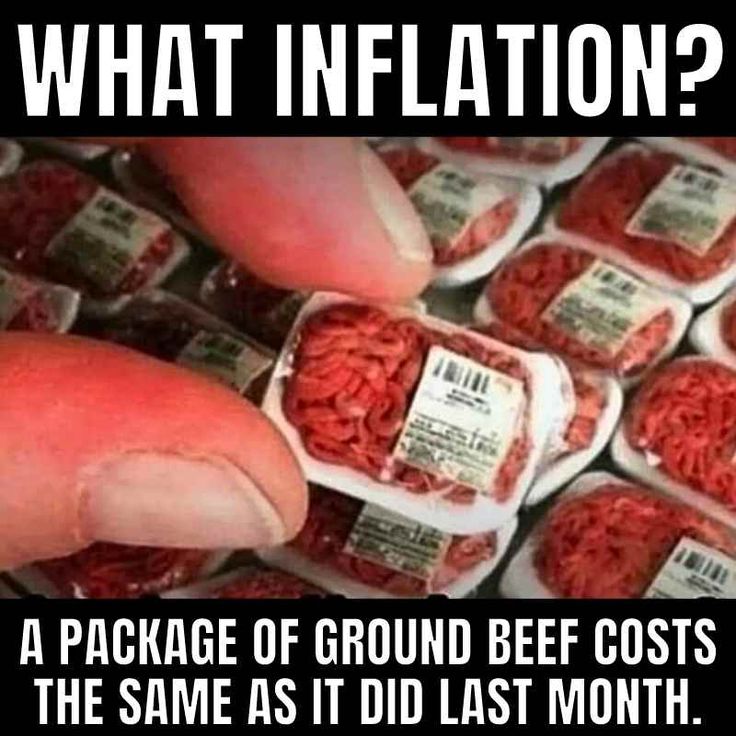 WHAT INFLATION?
A PACKAGE OF GROUND BEEF COSTS
THE SAME AS IT DID LAST MONTH.